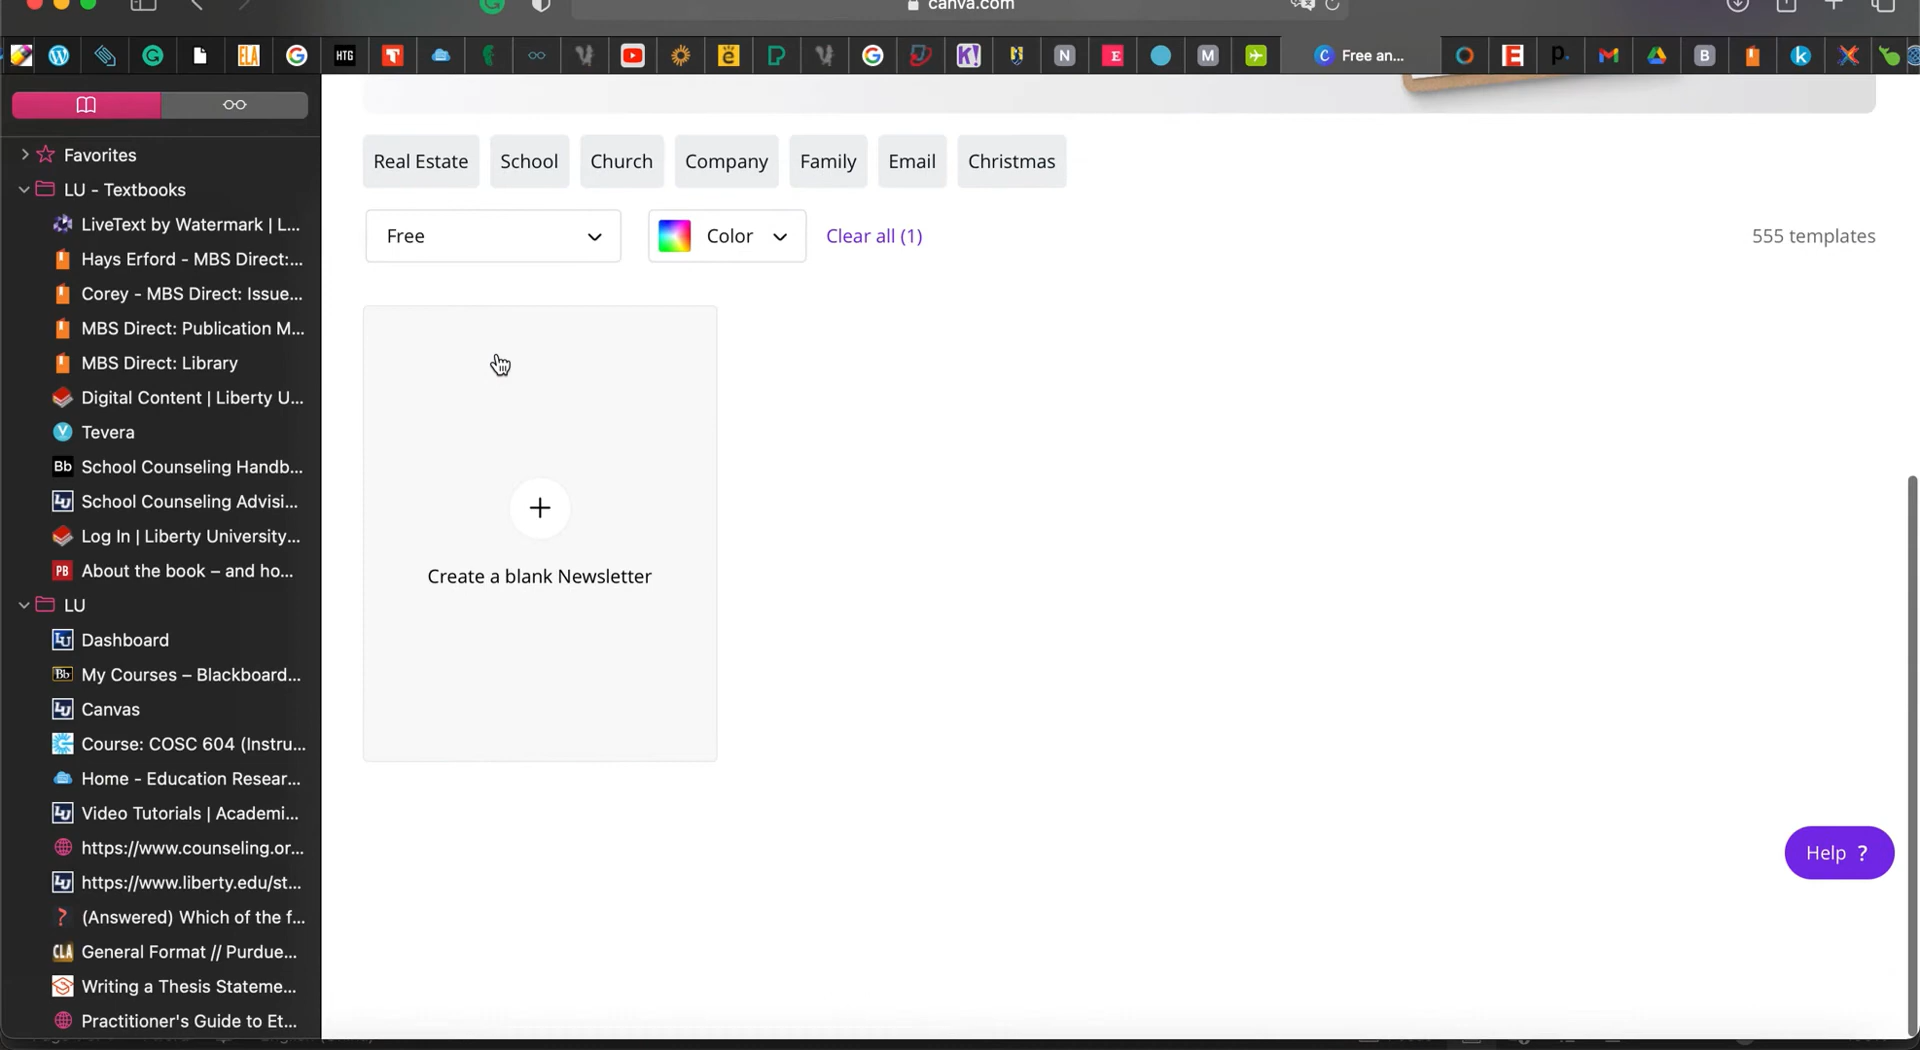 canva.com
Free an...
Favorites
LU - Textbooks
LiveText by Watermark | L...
Hays Erford - MBS Direct:...
Corey - MBS Direct: Issue...
MBS Direct: Publication M...
MBS Direct: Library
Digital Content | Liberty U...
Tevera
School Counseling Handb...
School Counseling Advisi...
Log In | Liberty University...
About the book – and ho...
LU
Dashboard
My Courses – Blackboard...
Canvas
Course: COSC 604 (Instru...
Home - Education Resear...
Video Tutorials | Academi...
https://www.counseling.or...
https://www.liberty.edu/st...
(Answered) Which of the f...
General Format // Purdue...
Writing a Thesis Stateme...
Practitioner's Guide to Et...
Real Estate School Church Company Family Email Christmas
Free Color Clear all (1) 555 templates
Create a blank Newsletter
Help ?